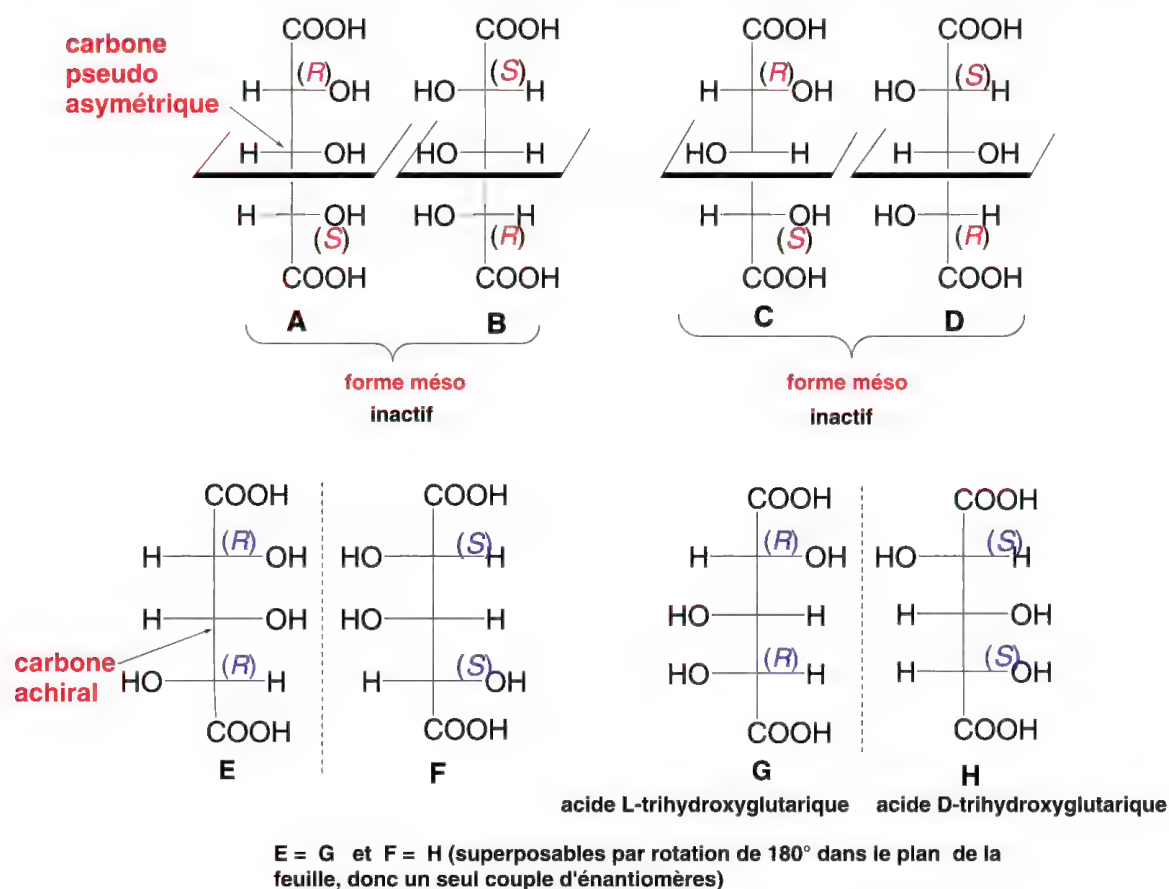 carbone
pseudo
asymétrique
COOH
(R)
H
OH
H
OH
H
OH
(S)
COOH
A
COOH
(S)
HO
H
HO
H
HO
H
(R)
COOH
B
forme méso
inactif
COOH
(R)
H
OH
HO
H
H
OH
(S)
COOH
C
COOH
(S)
HO
H
H
OH
HO
H
(R)
COOH
D
forme méso
inactif
COOH
(R)
H
OH
H
OH
carbone
achiral
(R)
HO
H
COOH
E
COOH
(S)
HO
H
HO
H
(S)
H
OH
COOH
F
COOH
(R)
H
OH
HO
H
(R)
HO
H
COOH
G
acide L-trihydroxyglutarique
COOH
(S)
HO
H
H
OH
(S)
H
OH
COOH
H
acide D-trihydroxyglutarique
E = G et F = H (superposables par rotation de 180° dans le plan de la
feuille, donc un seul couple d'énantiomères)